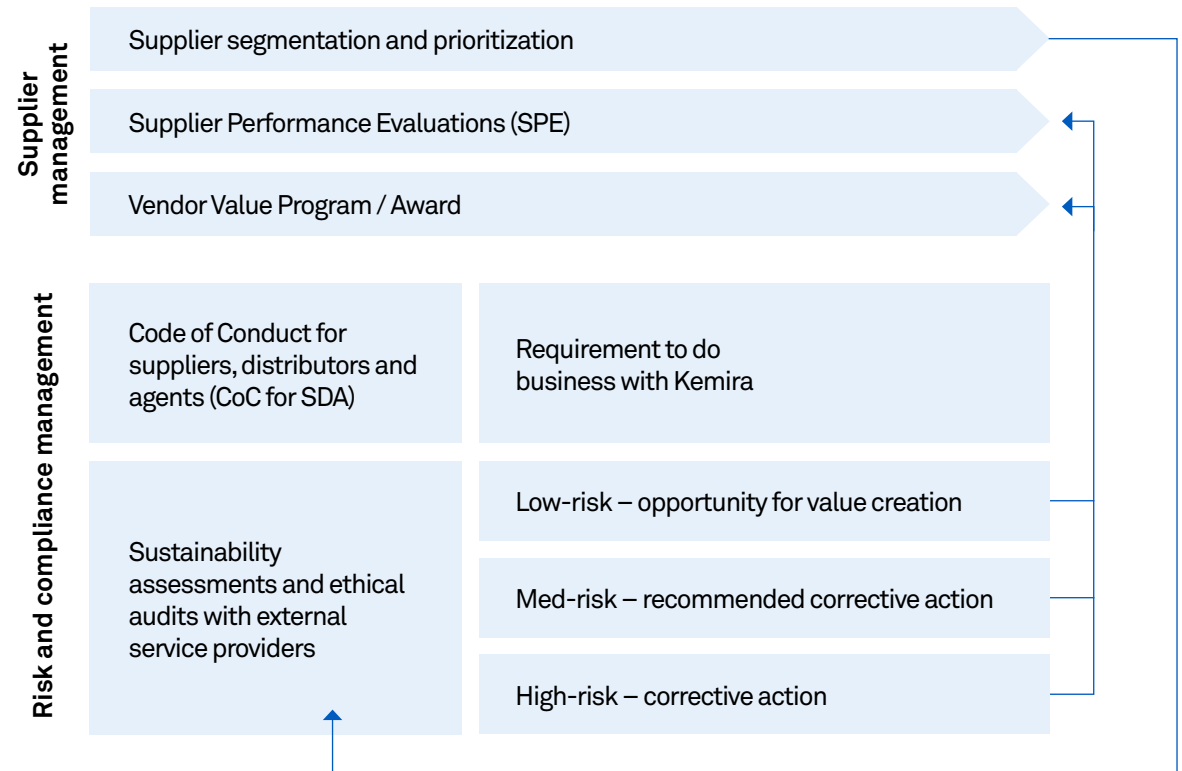 Supplier
management
Supplier segmentation and prioritization
Supplier Performance Evaluations (SPE)
Vendor Value Program / Award
Risk and compliance management
Code of Conduct for
suppliers, distributors and
agents (CoC for SDA)
Requirement to do
business with Kemira
Sustainability
assessments and ethical
audits with external
service providers
Low-risk – opportunity for value creation
Med-risk – recommended corrective action
High-risk – corrective action